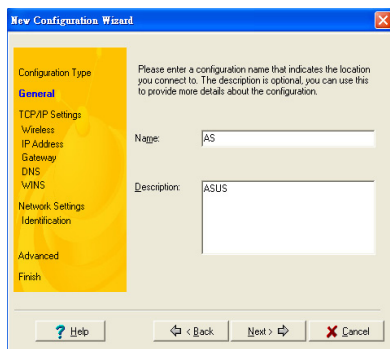 New Configuration Wizard
Configuration Type
General
TCP/IP Settings
Wireless
IP Address
Gateway
DNS
WINS
Network Settings
Identification
Advanced
Finish
Please enter a configuration name that indicates the location
you connect to. The description is optional, you can use this
to provide more details about the configuration.
Name:
AS
Description:
ASUS
? Help
< Back
Next >
Cancel